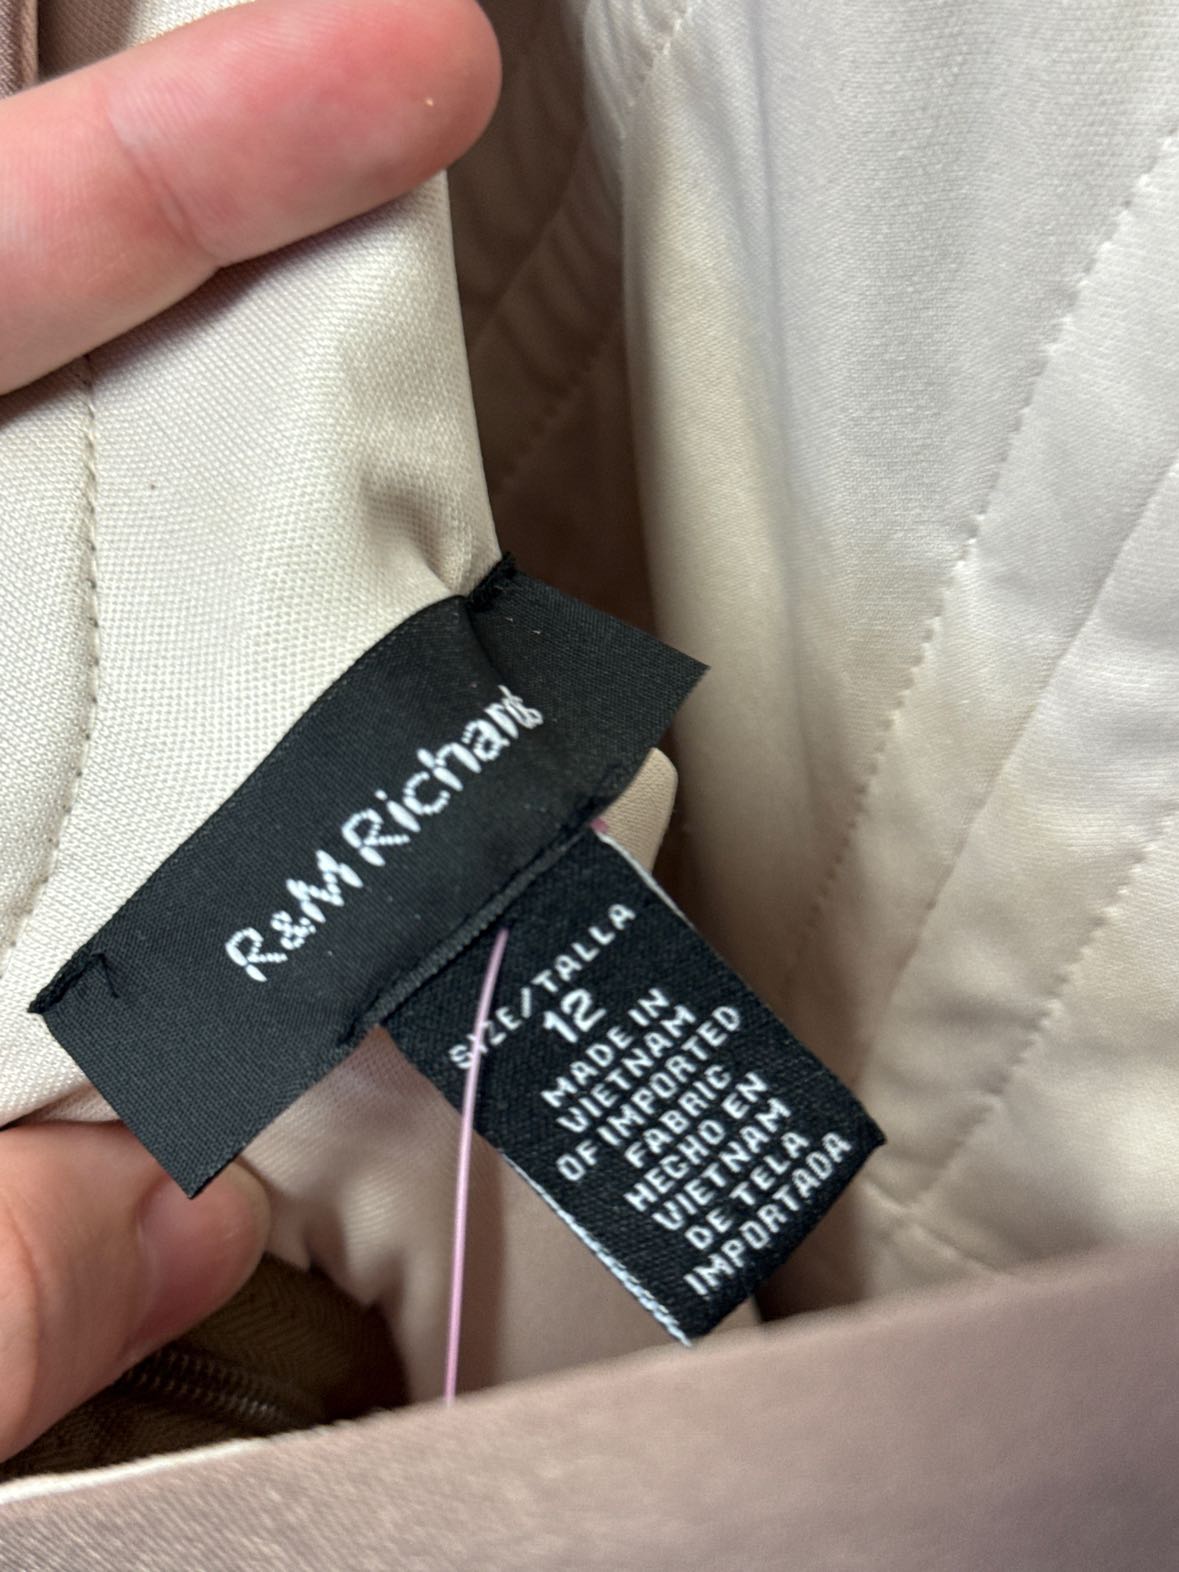 R&M Richards
SIZE/TALLA
12
MADE IN
VIETNAM
OF IMPORTED
FABRIC
HECHO EN
VIETNAM
DE TELA
IMPORTADA